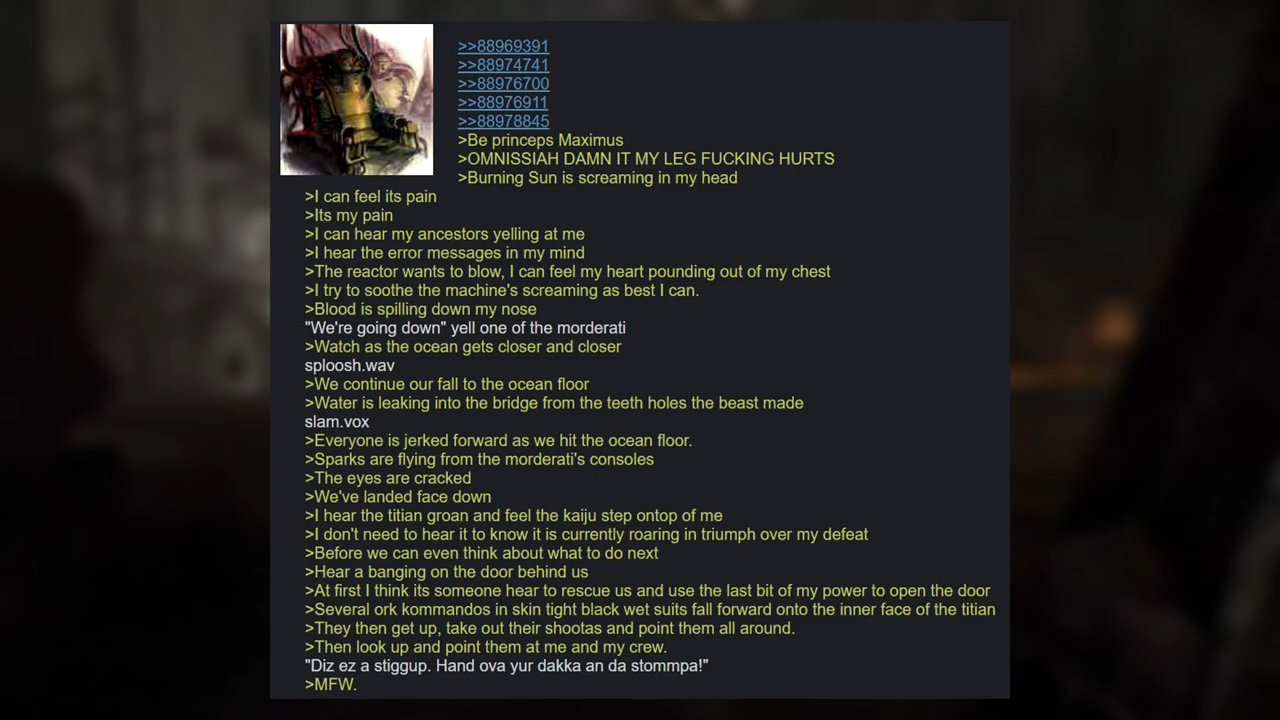 >>88969391
>>88974741
>>88976700
>>88976911
>>88978845
>Be princeps Maximus
>OMNISSIAH DAMN IT MY LEG FUCKING HURTS
>Burning Sun is screaming in my head
>I can feel its pain
>Its my pain
>I can hear my ancestors yelling at me
>I hear the error messages in my mind
>The reactor wants to blow, I can feel my heart pounding out of my chest
>I try to soothe the machine's screaming as best I can.
>Blood is spilling down my nose
"We're going down" yell one of the morderati
>Watch as the ocean gets closer and closer
sploosh.wav
>We continue our fall to the ocean floor
>Water is leaking into the bridge from the teeth holes the beast made
slam.vox
>Everyone is jerked forward as we hit the ocean floor.
>Sparks are flying from the morderati's consoles
>The eyes are cracked
>We've landed face down
>I hear the titian groan and feel the kaiju step ontop of me
>I don't need to hear it to know it is currently roaring in triumph over my defeat
>Before we can even think about what to do next
>Hear a banging on the door behind us
>At first I think its someone hear to rescue us and use the last bit of my power to open the door
>Several ork kommandos in skin tight black wet suits fall forward onto the inner face of the titian
>They then get up, take out their shootas and point them all around.
>Then look up and point them at me and my crew.
"Diz ez a stiggup. Hand ova yur dakka an da stommpa!"
>MFW.